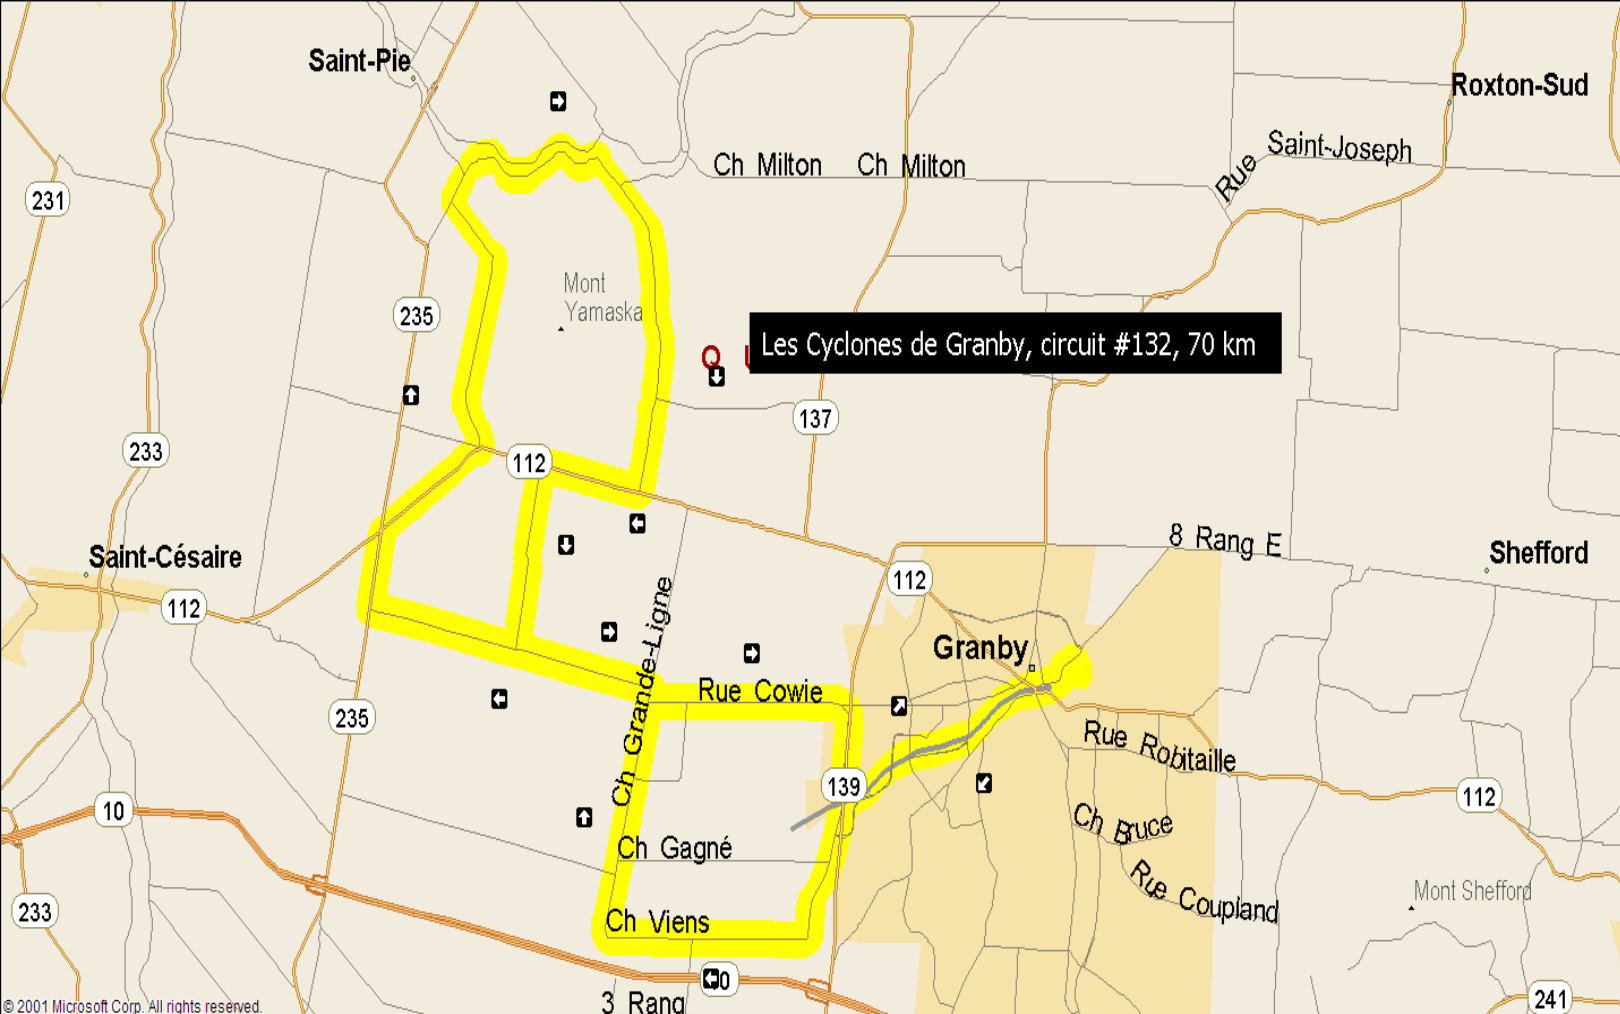 Saint-Pie
Roxton-Sud
Ch Milton
Ch Milton
Rue Saint-Joseph
231
Mont
Yamaska
235
Q
Les Cyclones de Granby, circuit #132, 70 km
137
233
112
8 Rang E
Shefford
Saint-Césaire
112
112
Ch Grande-Ligne
Granby
Rue Cowie
235
Rue Robitaille
139
112
10
Ch Bruce
Ch Gagné
Rue Coupland
Mont Shefford
233
Ch Viens
241
3 Rang
© 2001 Microsoft Corp. All rights reserved.